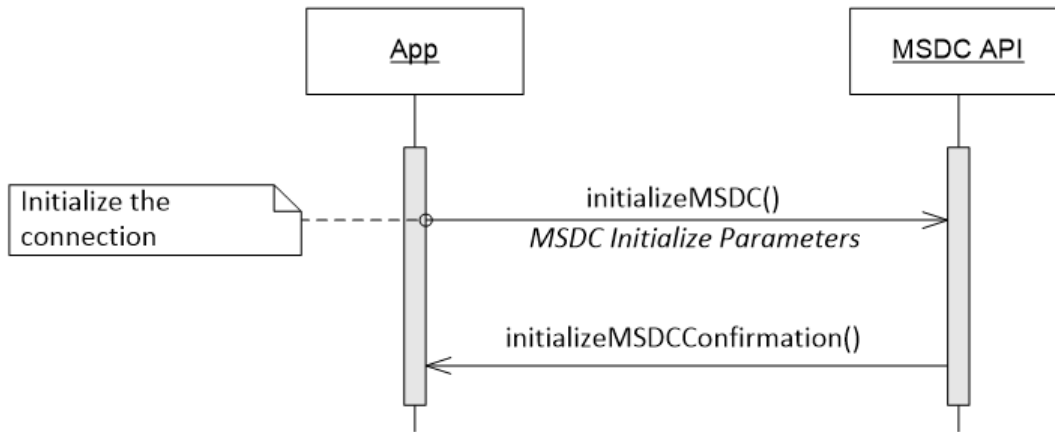 App
MSDC API
Initialize the
connection
initializeMSDC()
MSDC Initialize Parameters
initializeMSDCConfirmation()